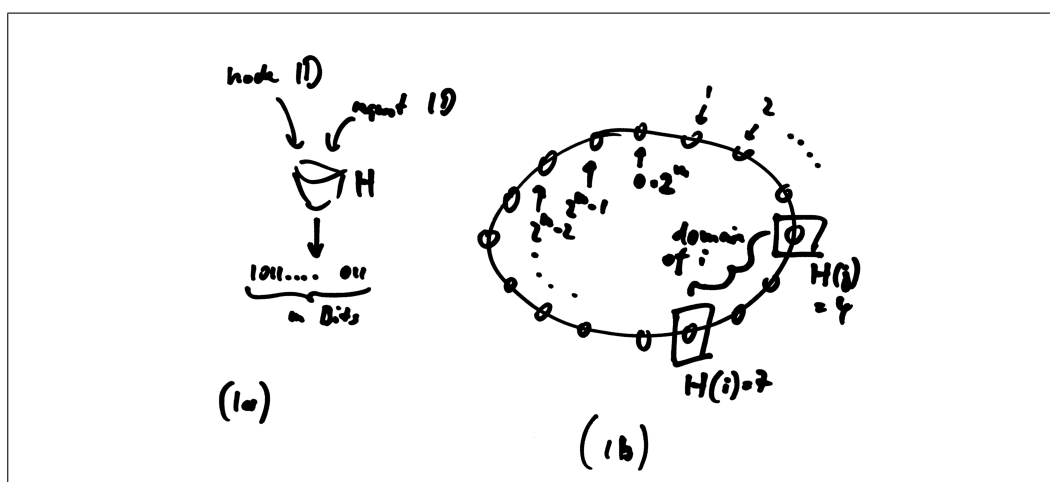 node ID
request ID
H
1011.... 011
m Bits
(1a)
1
2
0=2^m
2^m-1
2^m-2
domain
of i
H(j)
= 4
H(i)=7
(1b)